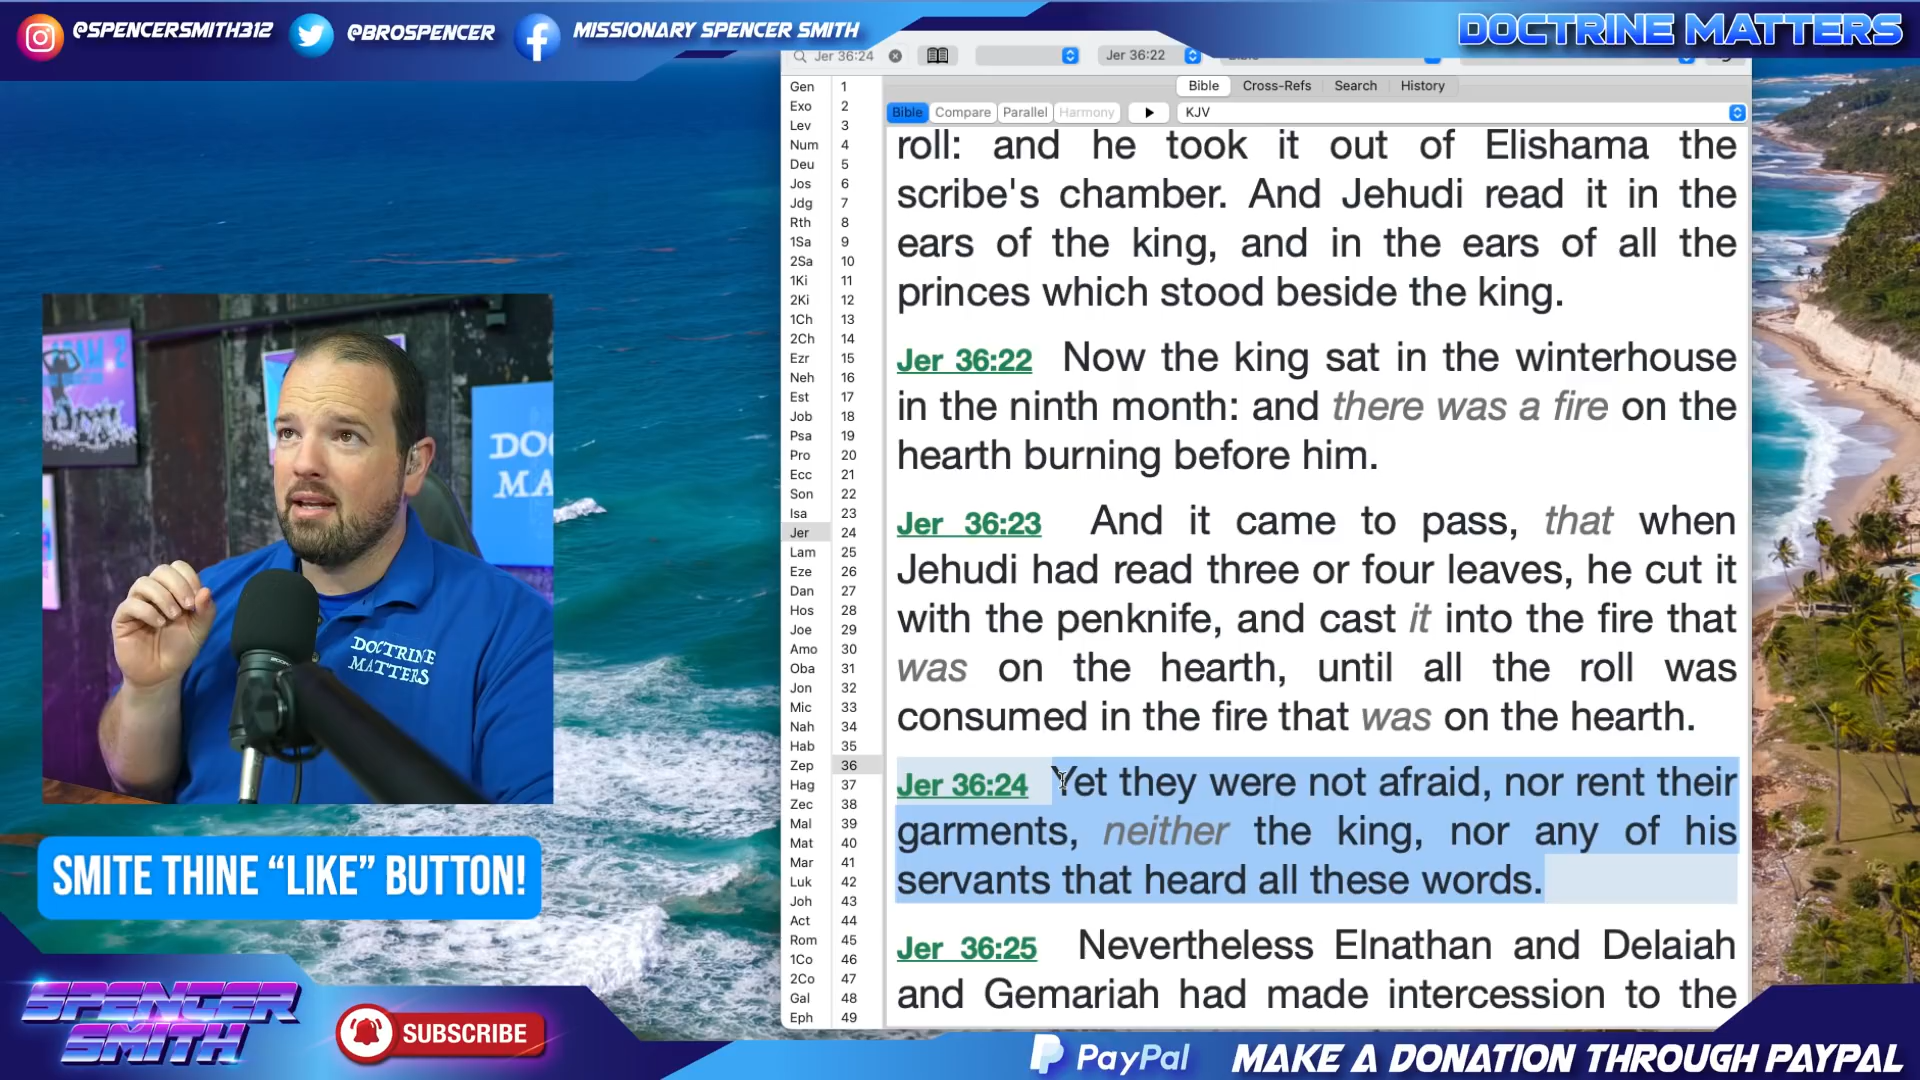 @SPENCERSMITH312
@BROSPENCER
MISSIONARY SPENCER SMITH
DOCTRINE MATTERS
Jer 36:24
Jer 36:22
Bible
Cross-Refs
Search
History
Bible
Compare
Parallel
Harmony
KJV
Gen 1
Exo 2
Lev 3
Num 4
Deu 5
Jos 6
Jdg 7
Rth 8
1Sa 9
2Sa 10
1Ki 11
2Ki 12
1Ch 13
2Ch 14
Ezr 15
Neh 16
Est 17
Job 18
Psa 19
Pro 20
Ecc 21
Son 22
Isa 23
Jer 24
Lam 25
Eze 26
Dan 27
Hos 28
Joe 29
Amo 30
Oba 31
Jon 32
Mic 33
Nah 34
Hab 35
Zep 36
Hag 37
Zec 38
Mal 39
Mat 40
Mar 41
Luk 42
Joh 43
Act 44
Rom 45
1Co 46
2Co 47
Gal 48
Eph 49
roll: and he took it out of Elishama the
scribe's chamber. And Jehudi read it in the
ears of the king, and in the ears of all the
princes which stood beside the king.
Jer 36:22 Now the king sat in the winterhouse
in the ninth month: and there was a fire on the
hearth burning before him.
Jer 36:23 And it came to pass, that when
Jehudi had read three or four leaves, he cut it
with the penknife, and cast it into the fire that
was on the hearth, until all the roll was
consumed in the fire that was on the hearth.
Jer 36:24 Yet they were not afraid, nor rent their
garments, neither the king, nor any of his
servants that heard all these words.
Jer 36:25 Nevertheless Elnathan and Delaiah
and Gemariah had made intercession to the
DO
MA
DOCTRINE
MATTERS
SMITE THINE “LIKE” BUTTON!
SPENCER
SMITH
SUBSCRIBE
PayPal
MAKE A DONATION THROUGH PAYPAL